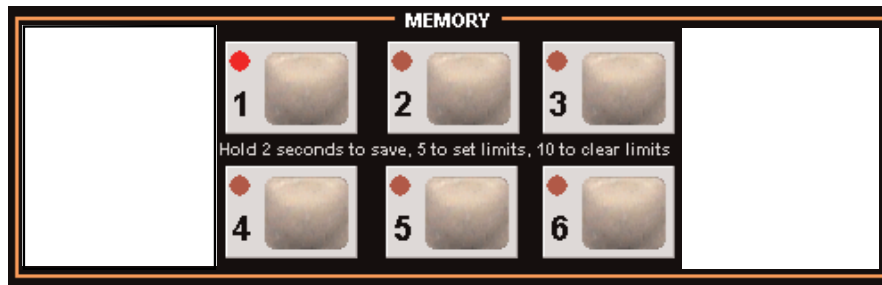 MEMORY
1 2 3
Hold 2 seconds to save, 5 to set limits, 10 to clear limits
4 5 6